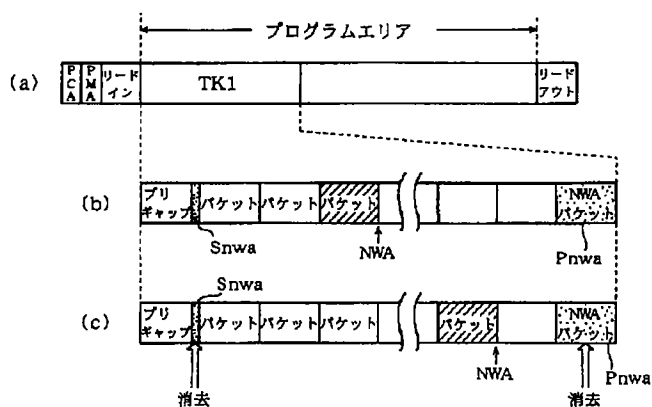 プログラムエリア
(a)
PCA
PMA
リードイン
TK1
リードアウト
(b)
プリギャップ
パケット
パケット
パケット
NWAパケット
Snwa
NWA
Pnwa
Snwa
(c)
プリギャップ
パケット
パケット
パケット
パケット
NWAパケット
NWA
Pnwa
消去
消去